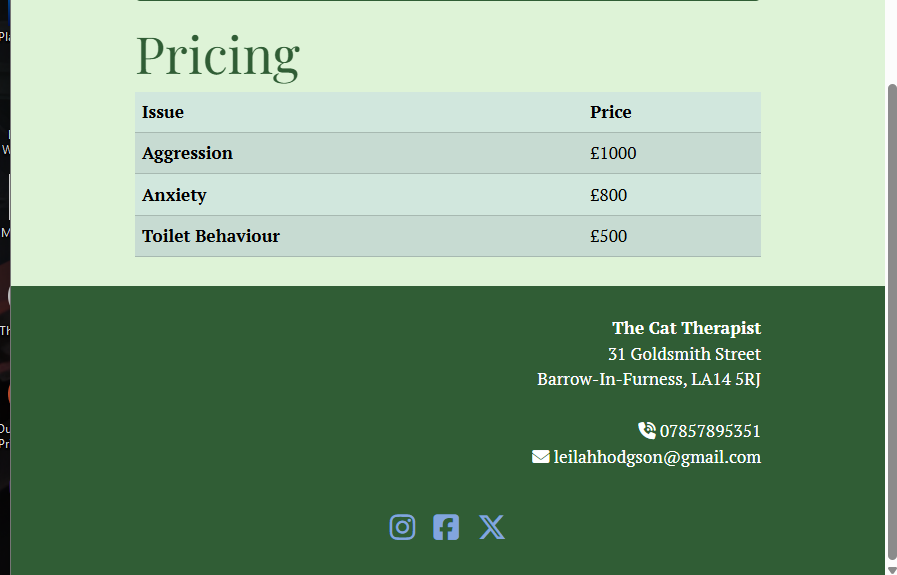 Pricing
Issue Price
Aggression £1000
Anxiety £800
Toilet Behaviour £500
The Cat Therapist
31 Goldsmith Street
Barrow-In-Furness, LA14 5RJ
07857895351
leilahhodgson@gmail.com